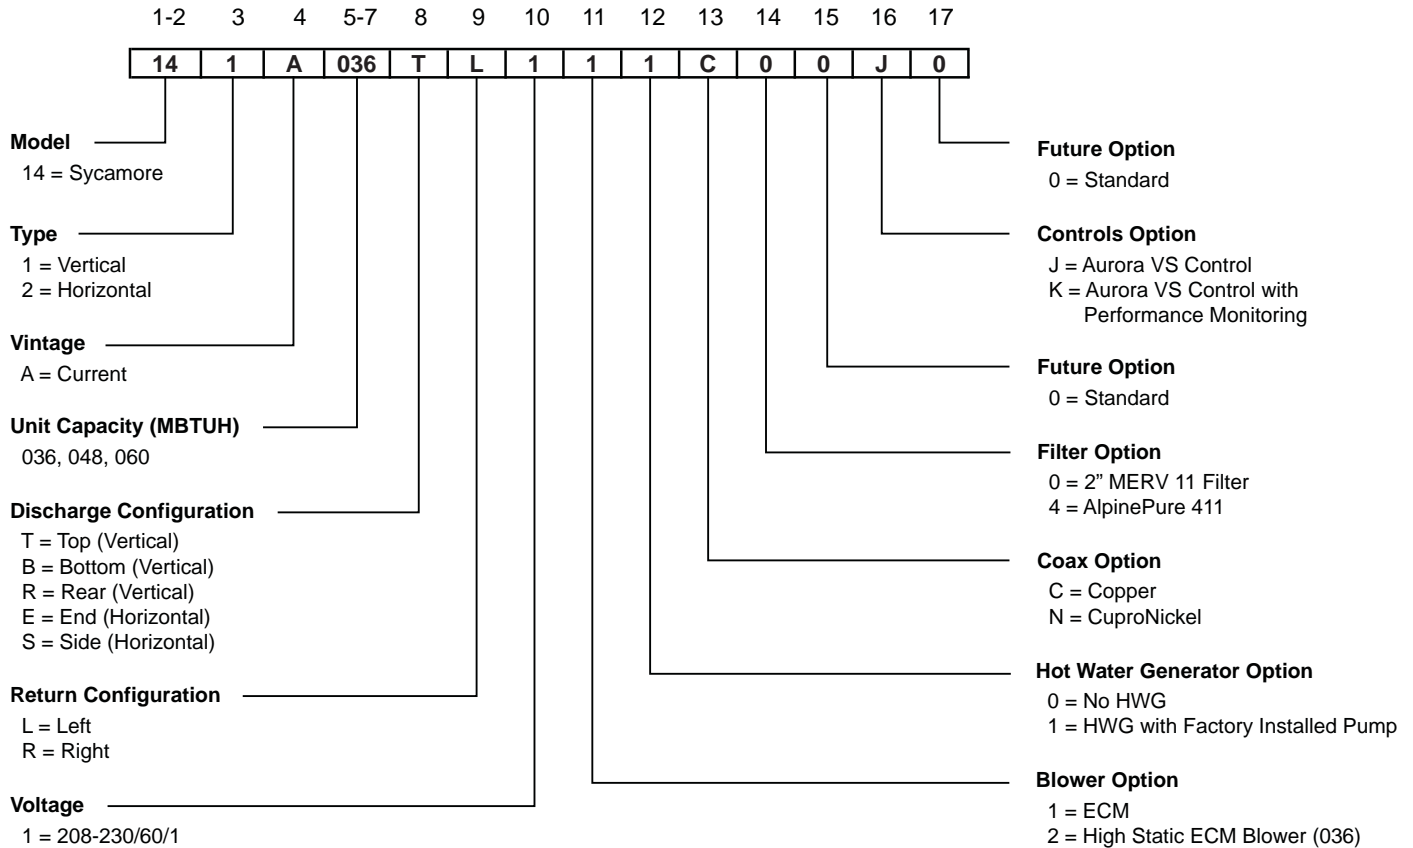 1-2 3 4 5-7 8 9 10 11 12 13 14 15 16 17
14 1 A 036 T L 1 1 1 C 0 0 J 0
Model
14 = Sycamore
Type
1 = Vertical
2 = Horizontal
Vintage
A = Current
Unit Capacity (MBTUH)
036, 048, 060
Discharge Configuration
T = Top (Vertical)
B = Bottom (Vertical)
R = Rear (Vertical)
E = End (Horizontal)
S = Side (Horizontal)
Return Configuration
L = Left
R = Right
Voltage
1 = 208-230/60/1
Future Option
0 = Standard
Controls Option
J = Aurora VS Control
K = Aurora VS Control with
Performance Monitoring
Future Option
0 = Standard
Filter Option
0 = 2” MERV 11 Filter
4 = AlpinePure 411
Coax Option
C = Copper
N = CuproNickel
Hot Water Generator Option
0 = No HWG
1 = HWG with Factory Installed Pump
Blower Option
1 = ECM
2 = High Static ECM Blower (036)